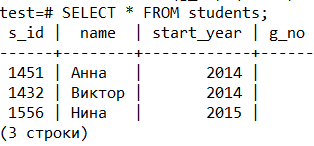 test=# SELECT * FROM students;
 s_id |  name  | start_year | g_no
------+--------+------------+------
 1451 | Анна   |       2014 |
 1432 | Виктор |       2014 |
 1556 | Нина   |       2015 |
(3 строки)